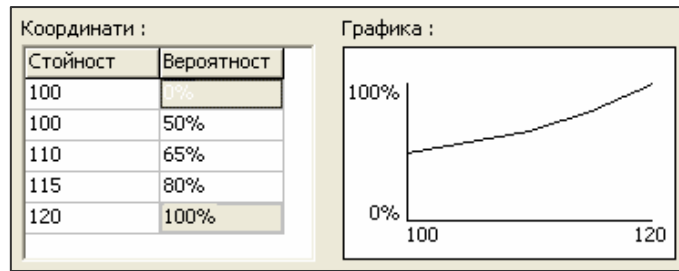 Координати :
Стойност Вероятност
100 0%
100 50%
110 65%
115 80%
120 100%
Графика :
100%
0%
100 120